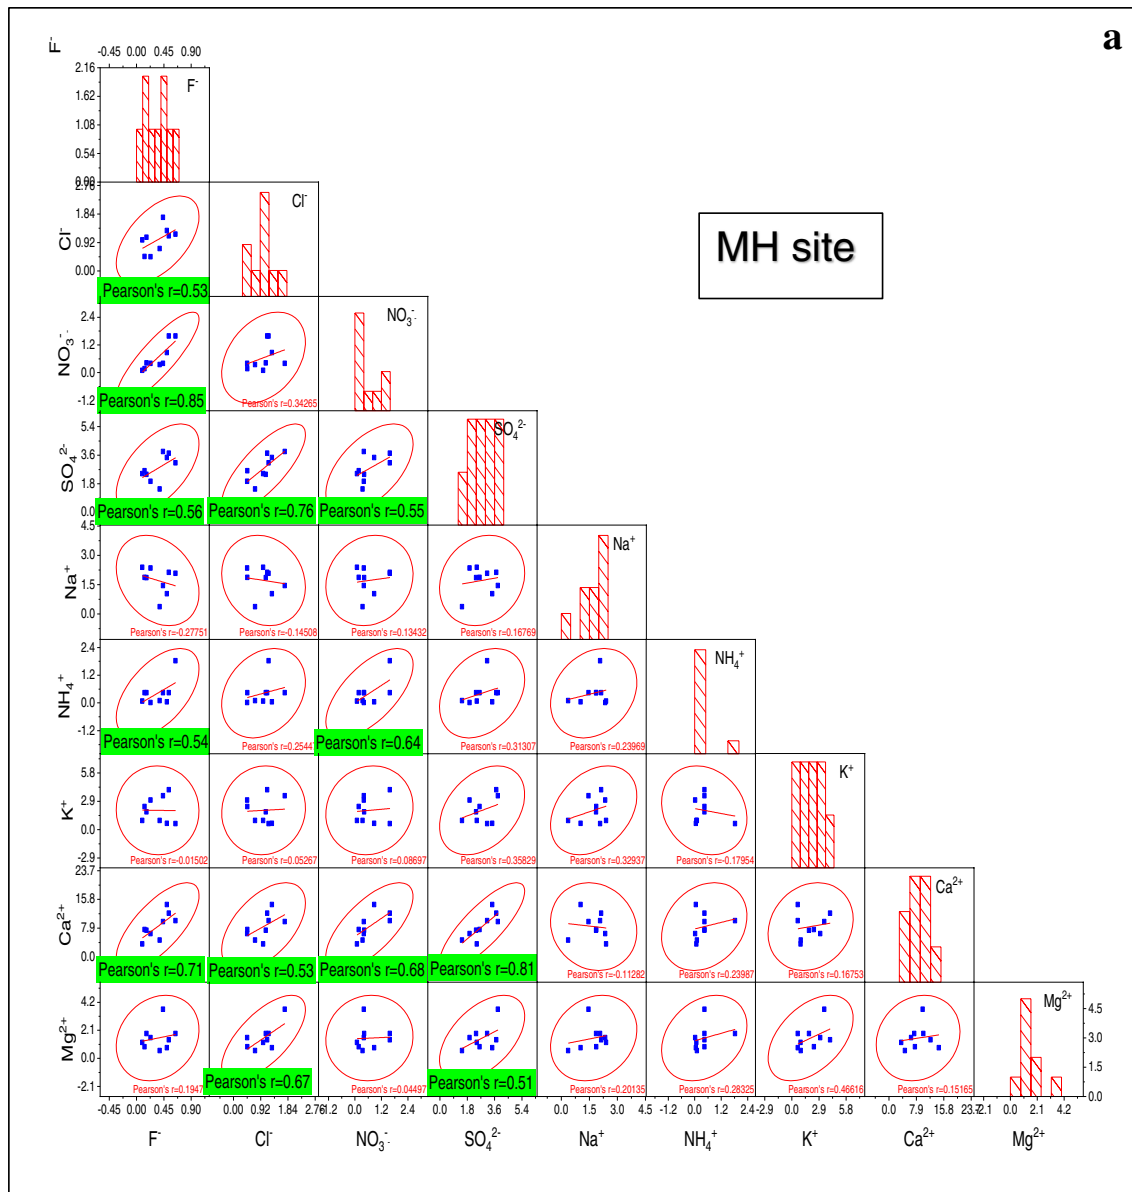 a
F⁻
-0.45 0.00 0.45 0.90
2.16
1.62
1.08
0.54
0.00
F⁻
MH site
Cl⁻
2.76
1.84
0.92
0.00
Cl⁻
Pearson's r=0.53
NO₃⁻
2.4
1.2
0.0
-1.2
NO₃⁻
Pearson's r=0.85
Pearson's r=0.34265
SO₄²⁻
5.4
3.6
1.8
0.0
SO₄²⁻
Pearson's r=0.56
Pearson's r=0.76
Pearson's r=0.55
Na⁺
4.5
3.0
1.5
0.0
Na⁺
Pearson's r=-0.27751
Pearson's r=-0.14508
Pearson's r=0.13432
Pearson's r=0.16769
NH₄⁺
2.4
1.2
0.0
-1.2
NH₄⁺
Pearson's r=0.54
Pearson's r=0.2544
Pearson's r=0.64
Pearson's r=0.31307
Pearson's r=0.23969
K⁺
5.8
2.9
0.0
-2.9
K⁺
Pearson's r=-0.01502
Pearson's r=0.05267
Pearson's r=0.08697
Pearson's r=0.35829
Pearson's r=0.32937
Pearson's r=-0.17954
Ca²⁺
23.7
15.8
7.9
0.0
Ca²⁺
Pearson's r=0.71
Pearson's r=0.53
Pearson's r=0.68
Pearson's r=0.81
Pearson's r=-0.11282
Pearson's r=0.23987
Pearson's r=0.16753
Mg²⁺
4.2
2.1
0.0
-2.1
Mg²⁺
4.5
3.0
1.5
0.0
Pearson's r=0.1947
Pearson's r=0.67
Pearson's r=0.04497
Pearson's r=0.51
Pearson's r=0.20135
Pearson's r=0.28325
Pearson's r=0.46616
Pearson's r=0.15165
-0.45 0.00 0.45 0.90 0.00 0.92 1.84 2.76 0.0 1.2 2.4 0.0 1.8 3.6 5.4 0.0 1.5 3.0 4.5 -1.2 0.0 1.2 2.4 -2.9 0.0 2.9 5.8 0.0 7.9 15.8 0.0 2.1 4.2
F⁻ Cl⁻ NO₃⁻ SO₄²⁻ Na⁺ NH₄⁺ K⁺ Ca²⁺ Mg²⁺